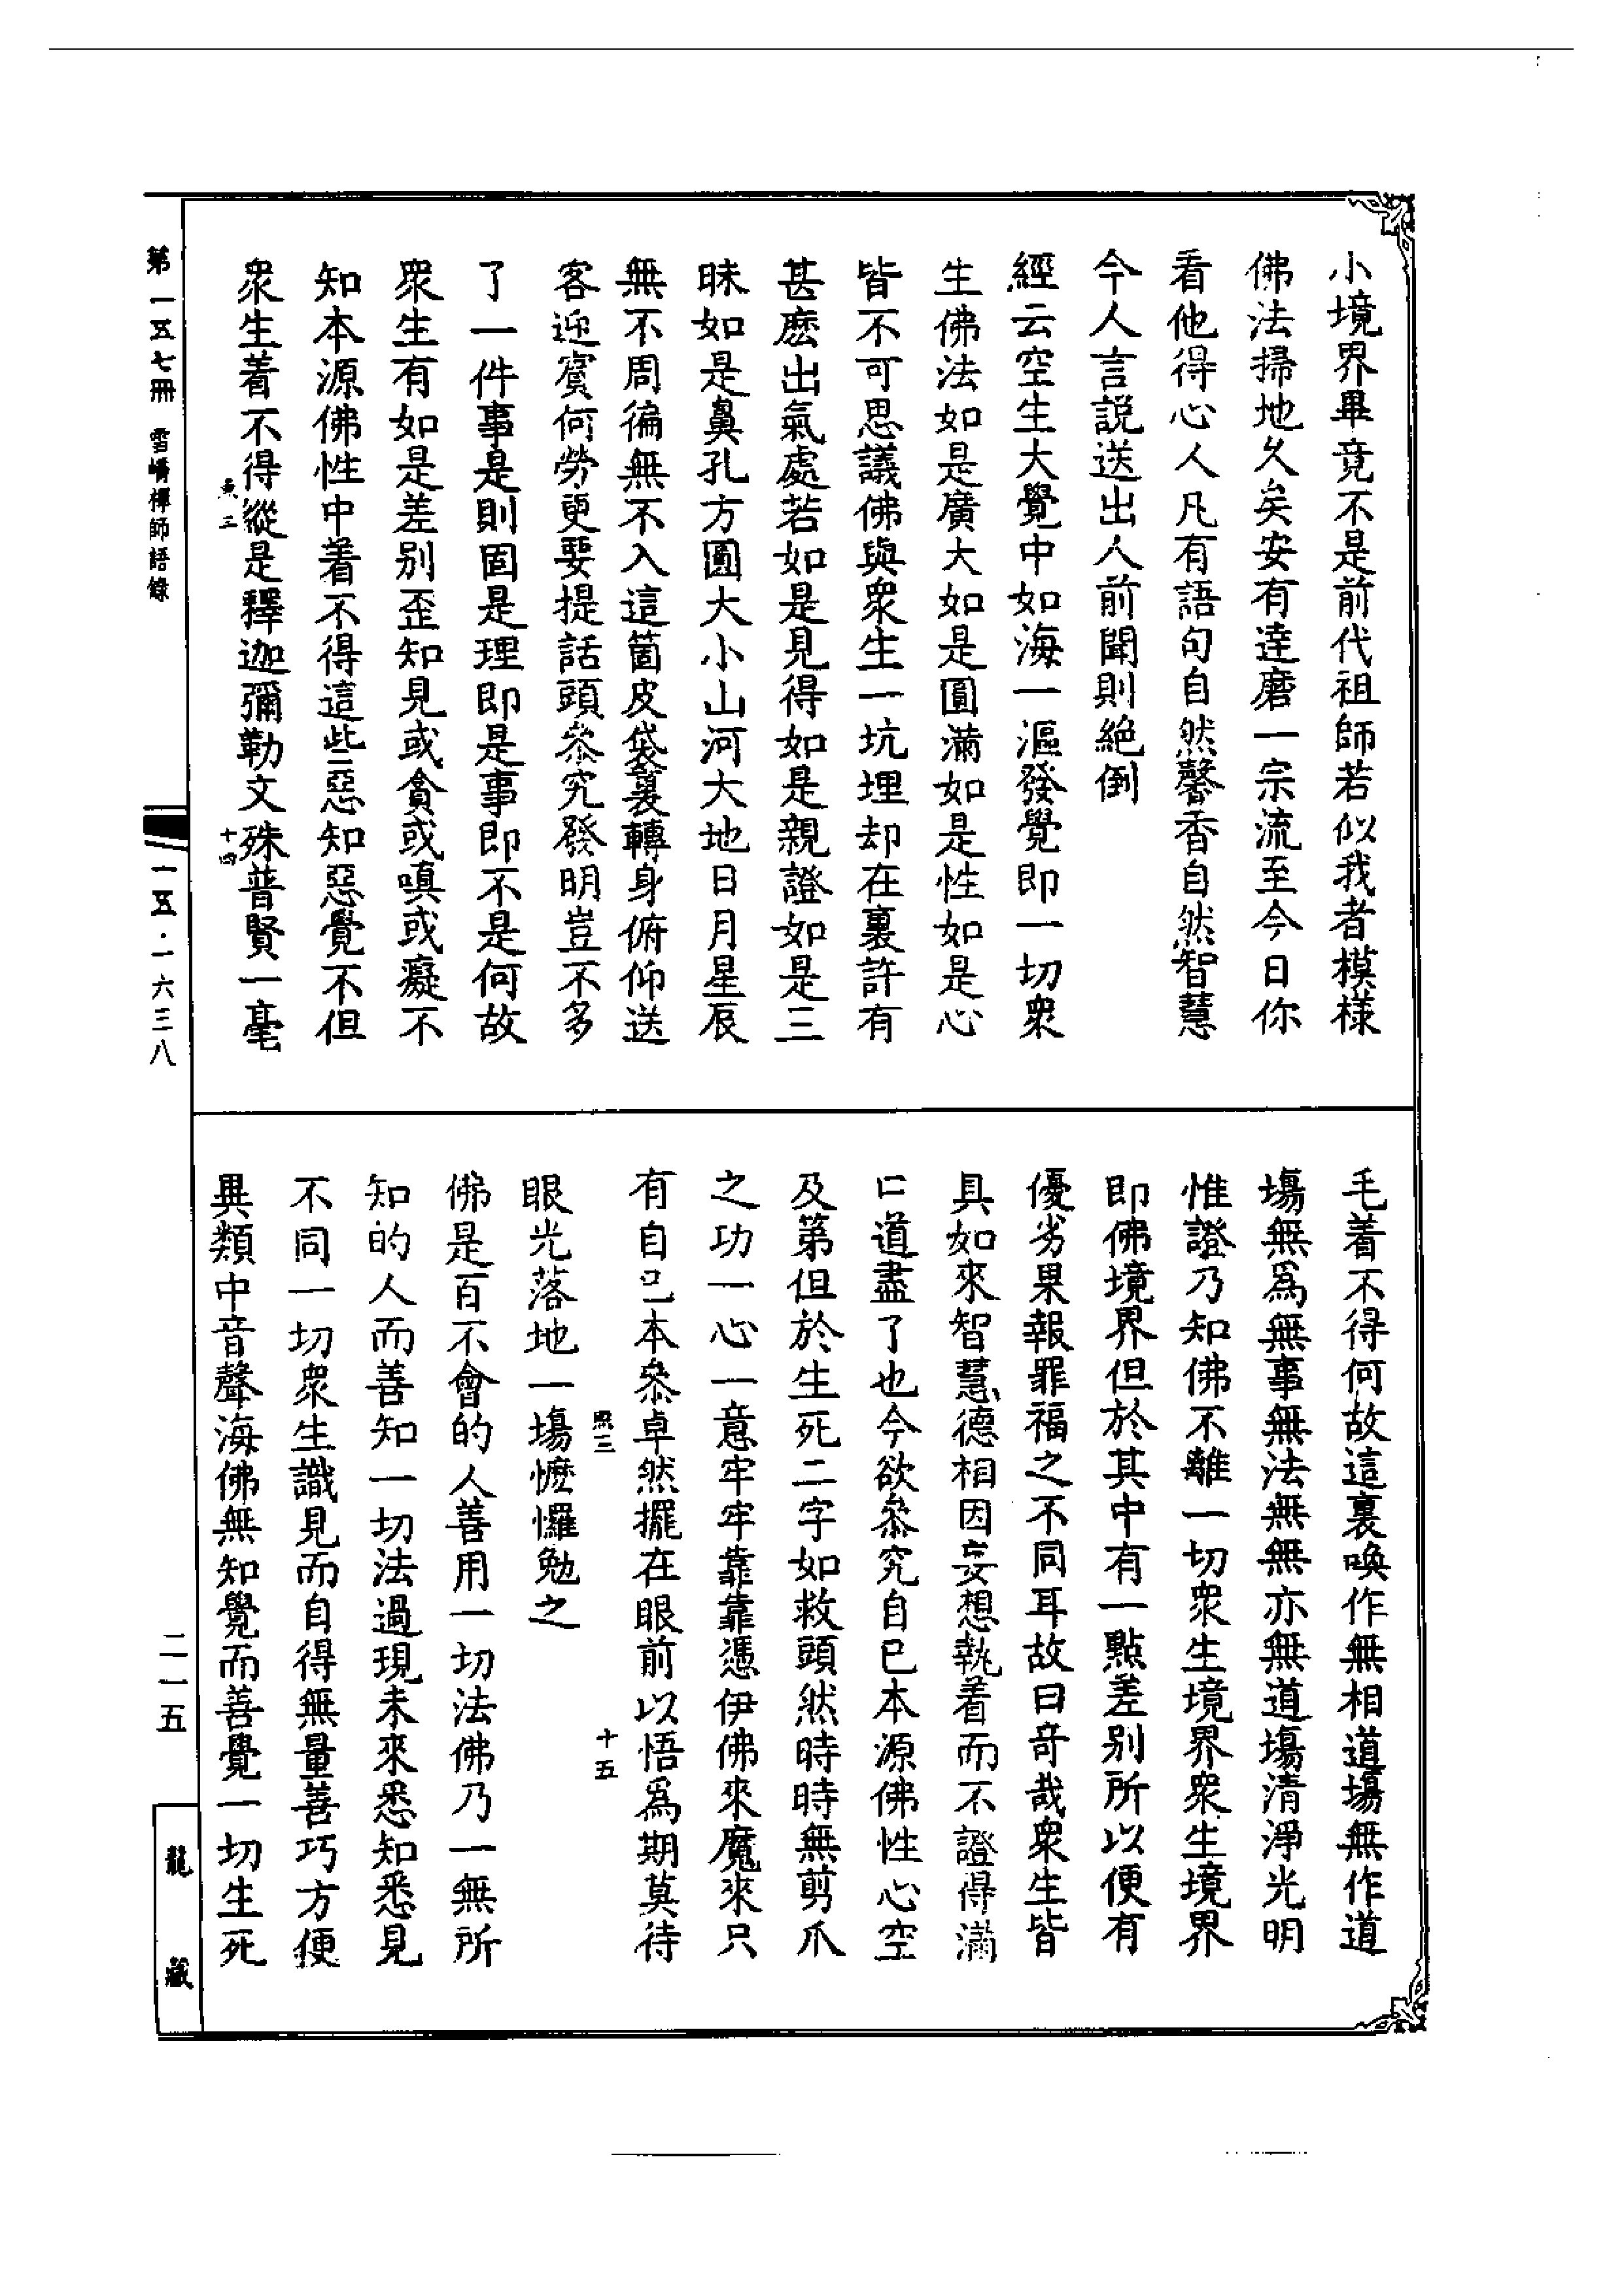 小境界畢竟不是前代祖師若似我者模様
佛法掃地久矣安有達磨一宗流至今日你
看他得心人凡有語句自然馨香自然智慧
今人言說送出人前聞則絕倒
經云空生大覺中如海一漚發覺即一切衆
生佛法如是廣大如是圓滿如是性如是心
皆不可思議佛與衆生一坑埋却在裏許有
甚麽出氣處若如是見得如是親證如是三
昧如是鼻孔方圓大小山河大地日月星辰
無不周徧無不入這箇皮袋裏轉身俯仰送
客迎賓何勞更要提話頭叅究發明豈不多
了一件事是則固是理即是事即不是何故
衆生有如是差别歪知見或貪或嗔或癡不
知本源佛性中着不得這些惡知惡覺不但
衆生着不得縱是釋迦彌勒文殊普賢一毫
十四
第一五七冊 雪嶠禪師語錄
一五·一六三八
毛着不得何故這裏喚作無相道場無作道
塲無爲無事無法無無亦無道塲清淨光明
惟證乃知佛不離一切衆生境界衆生境界
即佛境界但於其中有一點差别所以便有
優劣果報罪福之不同耳故曰奇哉衆生皆
具如來智慧德相因妄想執着而不證得滿
口道盡了也今欲叅究自已本源佛性心空
及第但於生死二字如救頭然時時無剪爪
之功一心一意牢牢靠靠憑伊佛來魔來只
有自已本叅卓然擺在眼前以悟爲期莫待
眼光落地一塲懡㦬勉之
照三
十五
佛是百不會的人善用一切法佛乃一無所
知的人而善知一切法過現未來悉知悉見
不同一切衆生識見而自得無量善巧方便
異類中音聲海佛無知覺而善覺一切生死
二一五
龍藏